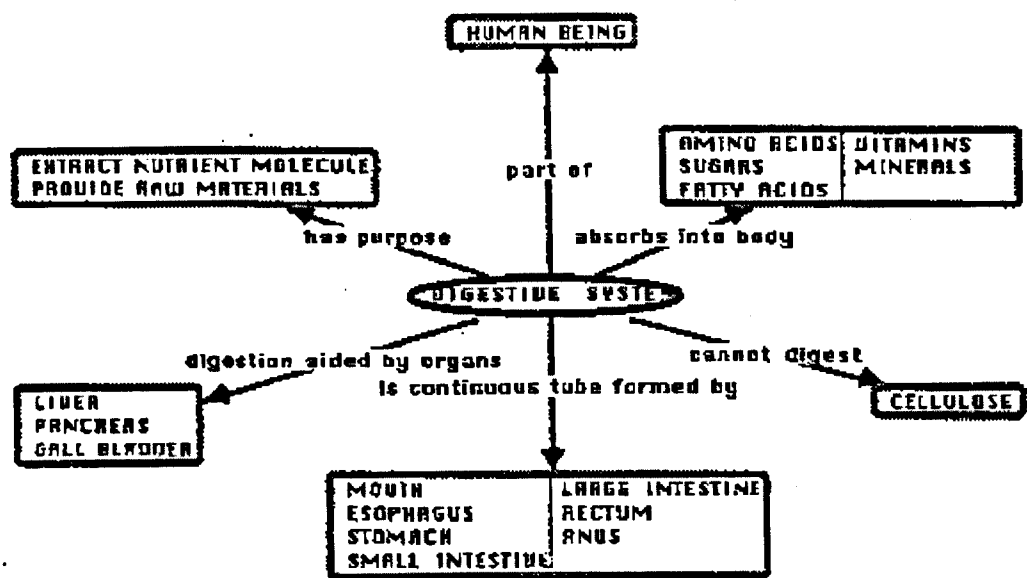 HUMAN BEING
EXTRACT NUTRIENT MOLECULE
PROVIDE RAW MATERIALS
part of
AMINO ACIDS
SUGARS
FATTY ACIDS
VITAMINS
MINERALS
has purpose
absorbs into body
DIGESTIVE SYSTE
digestion aided by organs
is continuous tube formed by
cannot digest
LIVER
PANCREAS
GALL BLADDER
CELLULOSE
MOUTH
ESOPHAGUS
STOMACH
SMALL INTESTINE
LARGE INTESTINE
RECTUM
ANUS